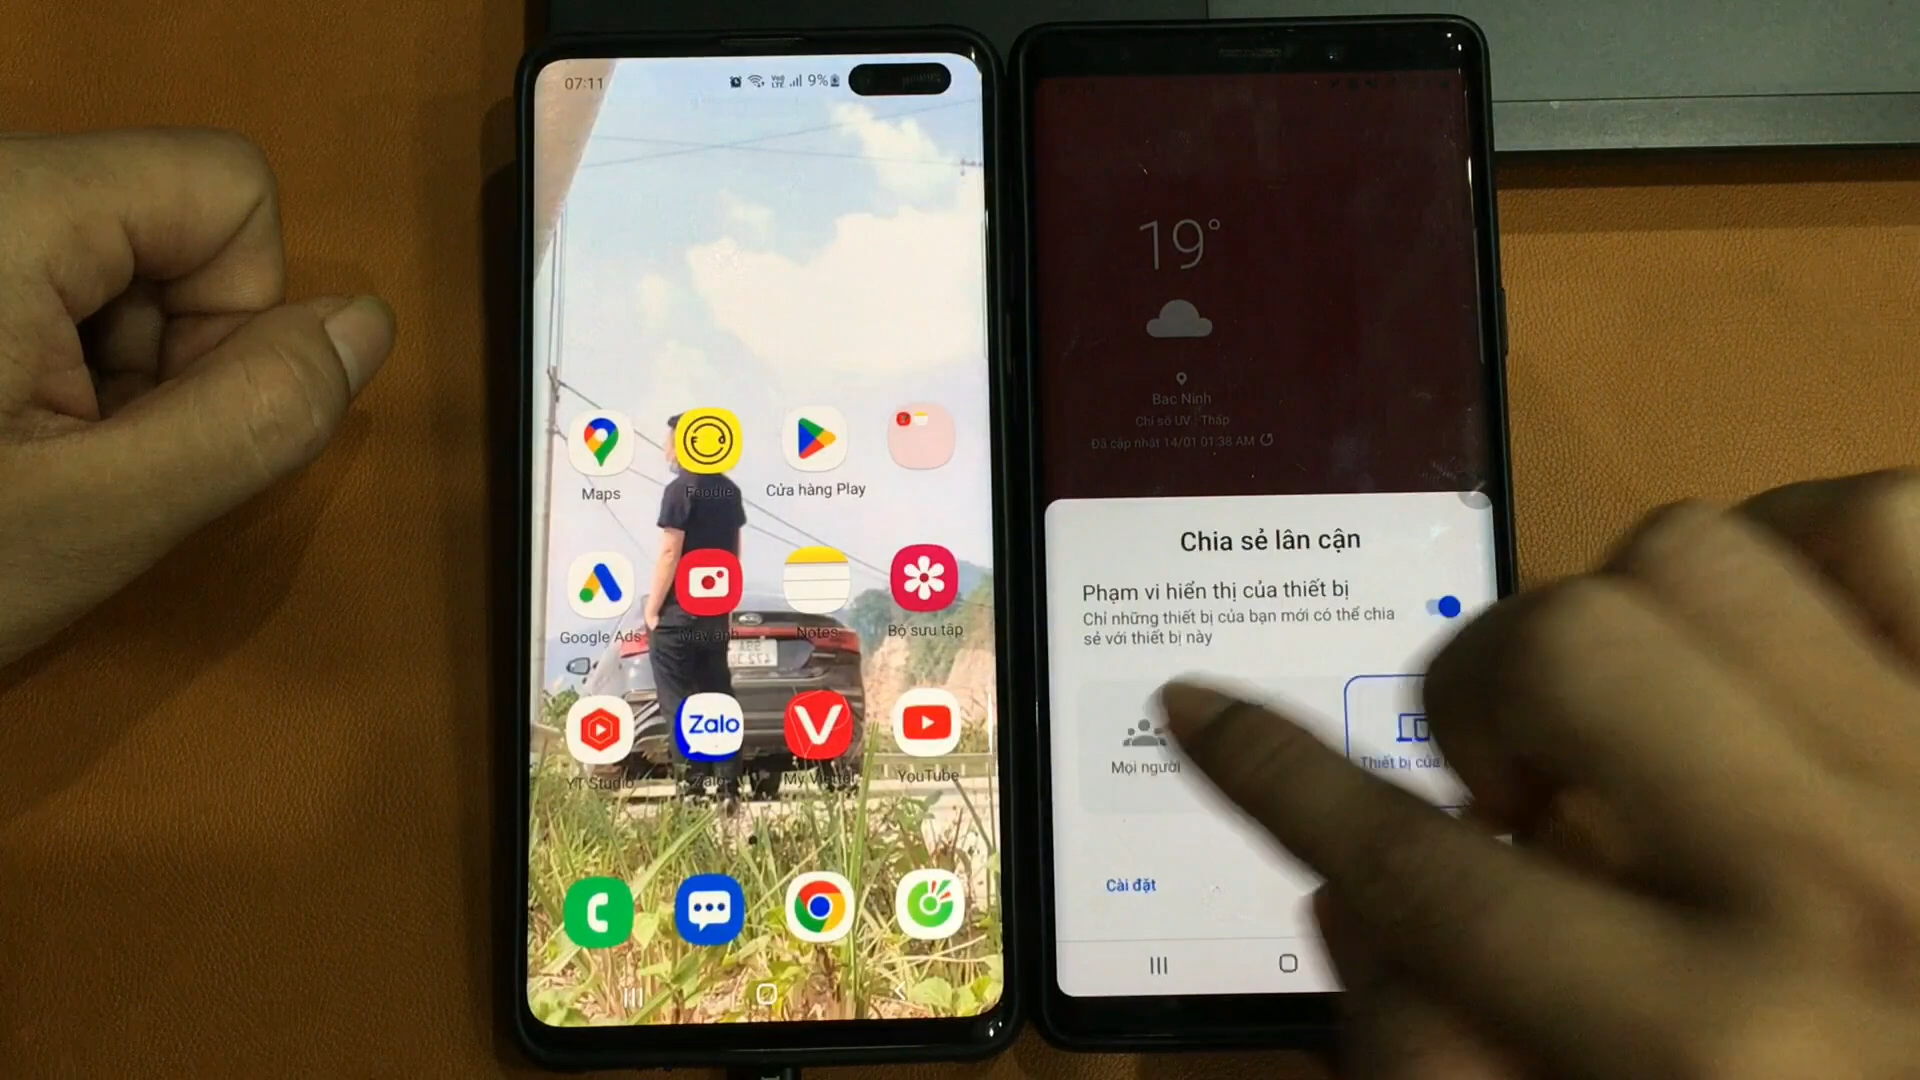 07:11
9%
Maps
Foodie
Cửa hàng Play
Google Ads
Máy ảnh
Notes
Bộ sưu tập
Zalo
YT Studio
Zalo
My Viettel
YouTube
19°
Bac Ninh
Chỉ số UV : Thấp
Đã cập nhật 14/01 01:38 AM
Chia sẻ lân cận
Phạm vi hiển thị của thiết bị
Chỉ những thiết bị của bạn mới có thể chia
sẻ với thiết bị này
Mọi người
Thiết bị của
Cài đặt